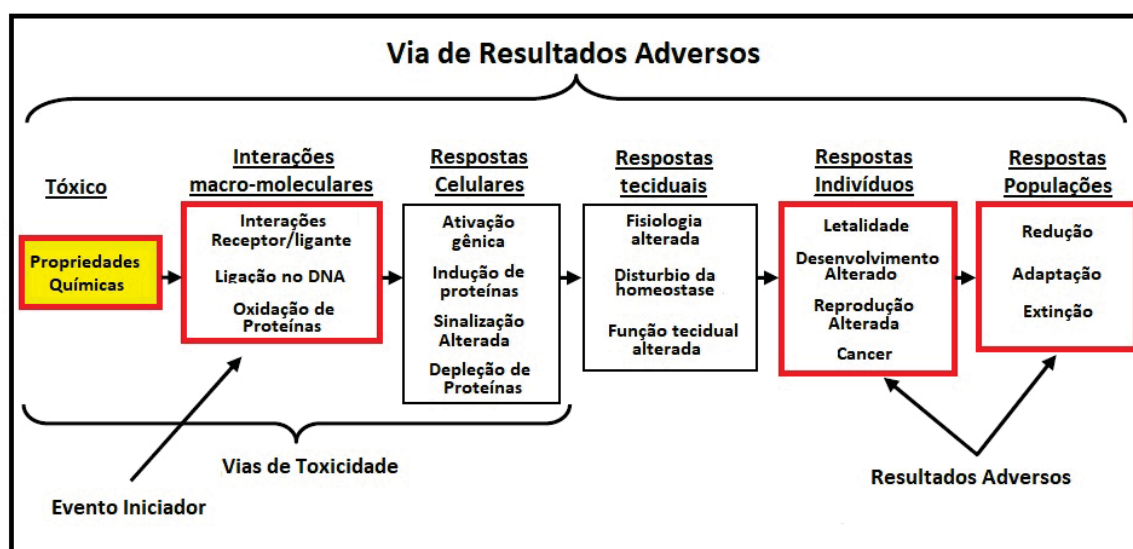 Via de Resultados Adversos
Tóxico
Propriedades
Químicas
Interações
macro-moleculares
Interações
Receptor/ligante
Ligação no DNA
Oxidação de
Proteínas
Respostas
Celulares
Ativação
gênica
Indução de
proteínas
Sinalização
Alterada
Depleção de
Proteínas
Respostas
teciduais
Fisiologia
alterada
Disturbio da
homeostase
Função tecidual
alterada
Respostas
Indivíduos
Letalidade
Desenvolvimento
Alterado
Reprodução
Alterada
Cancer
Respostas
Populações
Redução
Adaptação
Extinção
Vias de Toxicidade
Evento Iniciador
Resultados Adversos